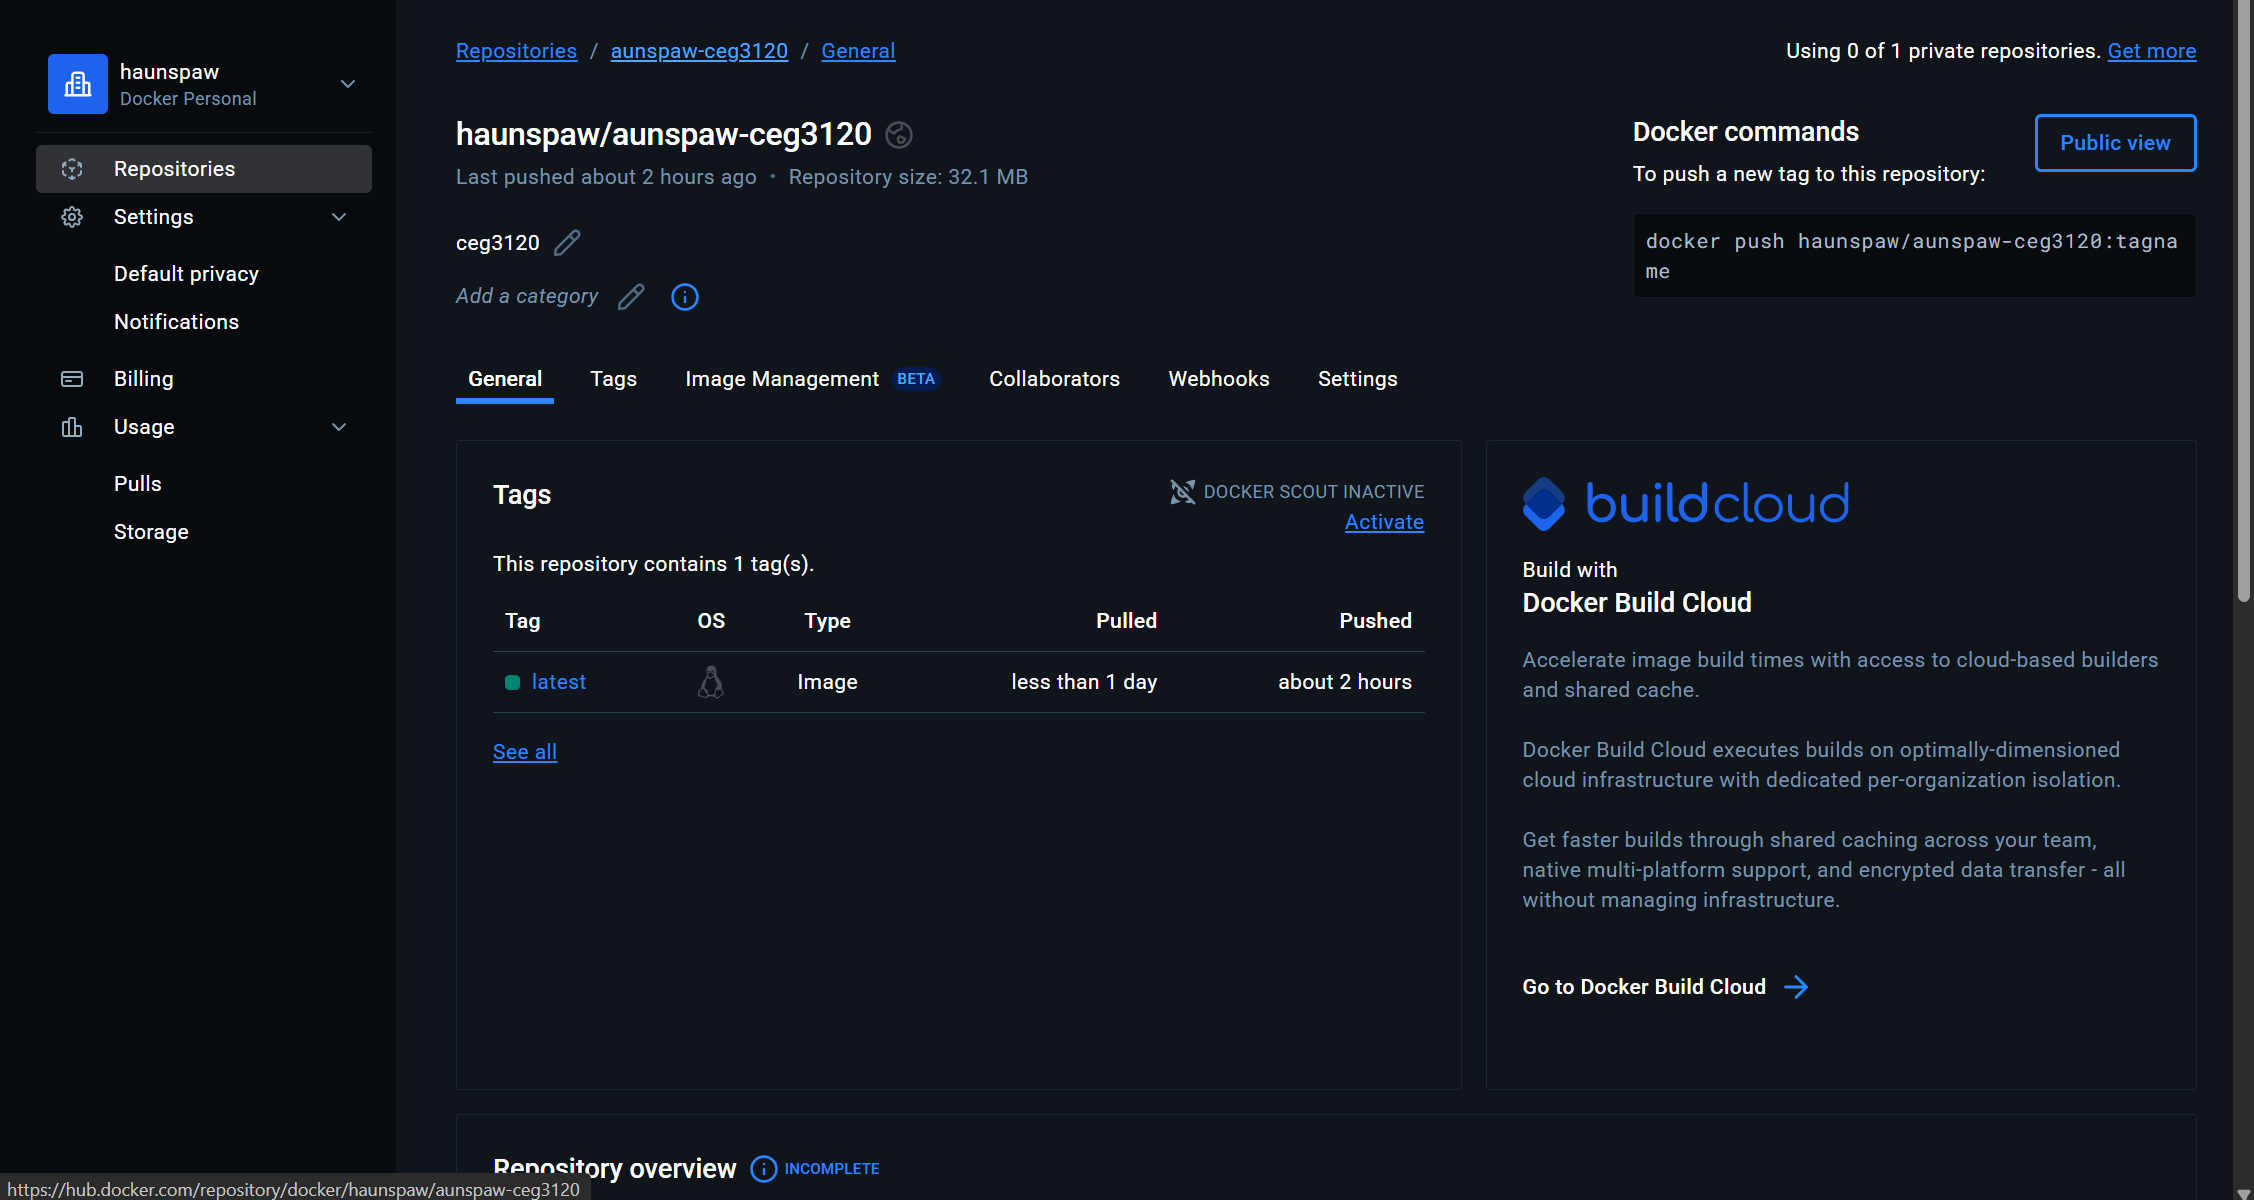 haunspaw
Docker Personal
Repositories
Settings
Default privacy
Notifications
Billing
Usage
Pulls
Storage
Repositories / aunspaw-ceg3120 / General
Using 0 of 1 private repositories. Get more
haunspaw/aunspaw-ceg3120
Last pushed about 2 hours ago • Repository size: 32.1 MB
ceg3120
Add a category
Docker commands
Public view
To push a new tag to this repository:
docker push haunspaw/aunspaw-ceg3120:tagna
me
General Tags Image Management BETA Collaborators Webhooks Settings
Tags
DOCKER SCOUT INACTIVE
Activate
This repository contains 1 tag(s).
Tag OS Type Pulled Pushed
latest Image less than 1 day about 2 hours
See all
buildcloud
Build with
Docker Build Cloud
Accelerate image build times with access to cloud-based builders
and shared cache.
Docker Build Cloud executes builds on optimally-dimensioned
cloud infrastructure with dedicated per-organization isolation.
Get faster builds through shared caching across your team,
native multi-platform support, and encrypted data transfer - all
without managing infrastructure.
Go to Docker Build Cloud
Repository overview INCOMPLETE
https://hub.docker.com/repository/docker/haunspaw/aunspaw-ceg3120